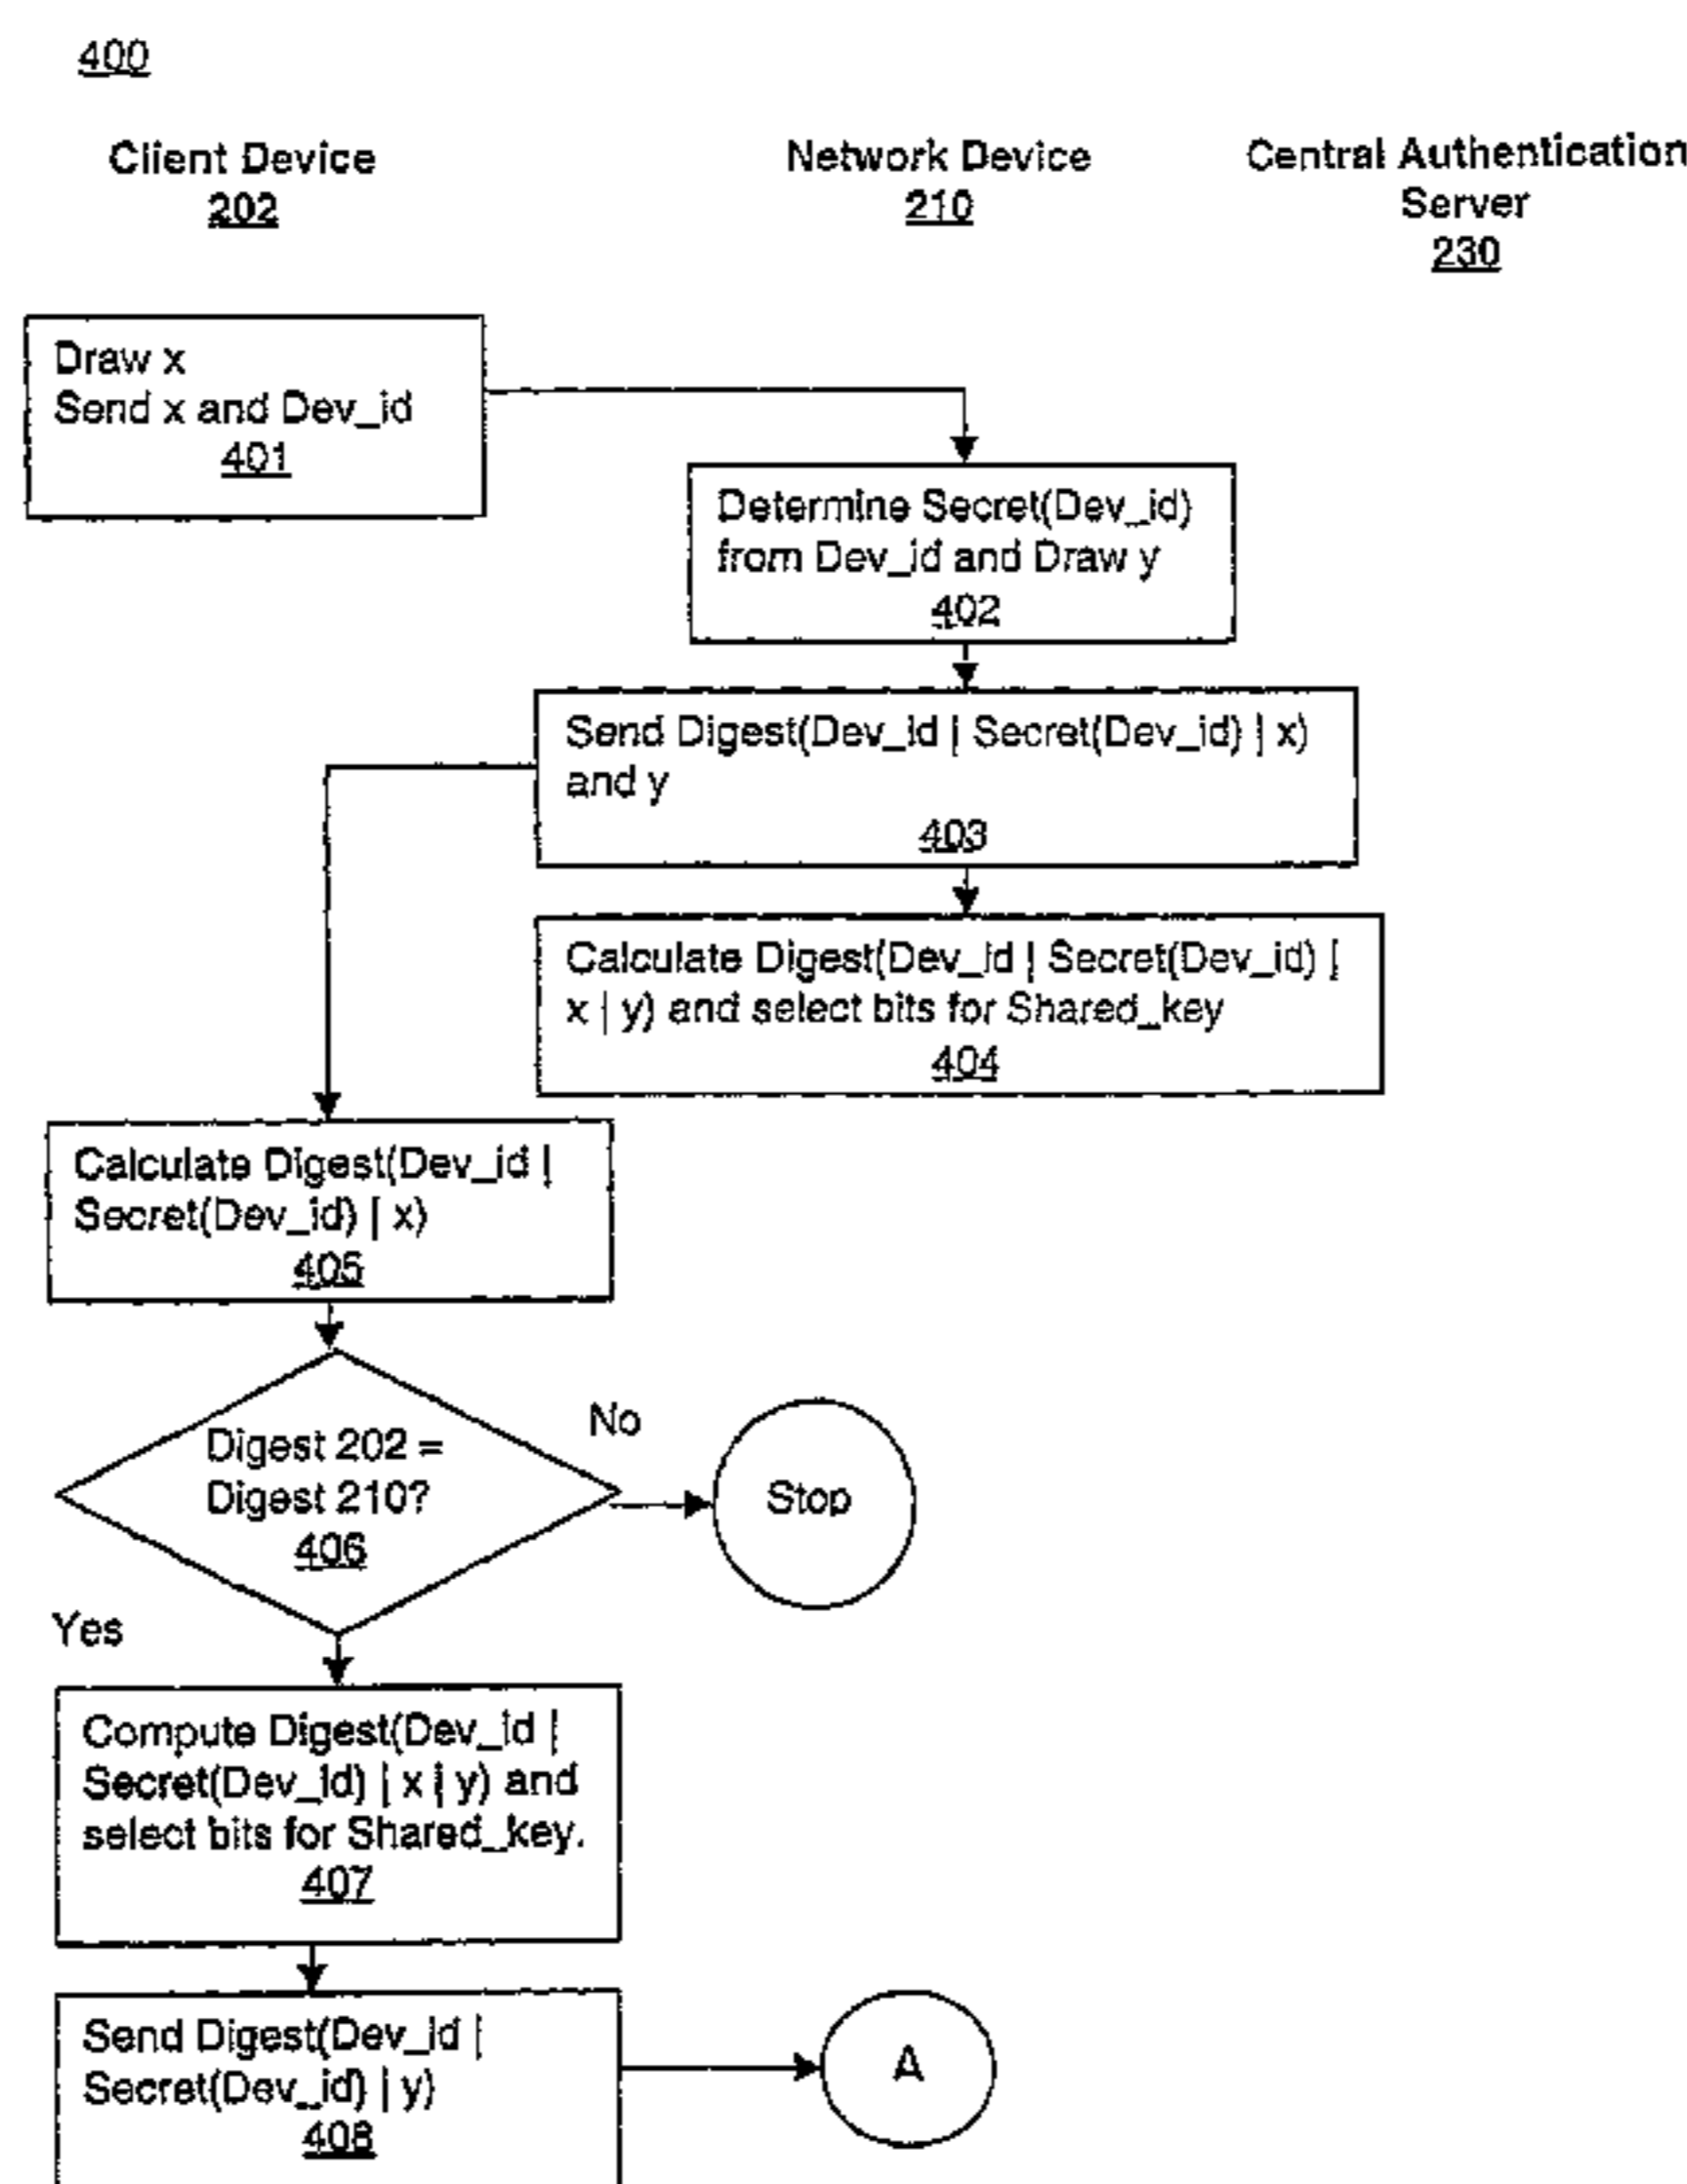 400
Client Device
202
Network Device
210
Central Authentication
Server
230
Draw x
Send x and Dev_id
401
Determine Secret(Dev_id)
from Dev_id and Draw y
402
Send Digest(Dev_id | Secret(Dev_id) | x)
and y
403
Calculate Digest(Dev_id | Secret(Dev_id) |
x | y) and select bits for Shared_key
404
Calculate Digest(Dev_id |
Secret(Dev_id) | x)
405
Digest 202 =
Digest 210?
406
No
Stop
Yes
Compute Digest(Dev_id |
Secret(Dev_id) | x | y) and
select bits for Shared_key.
407
Send Digest(Dev_id |
Secret(Dev_id) | y)
408
A